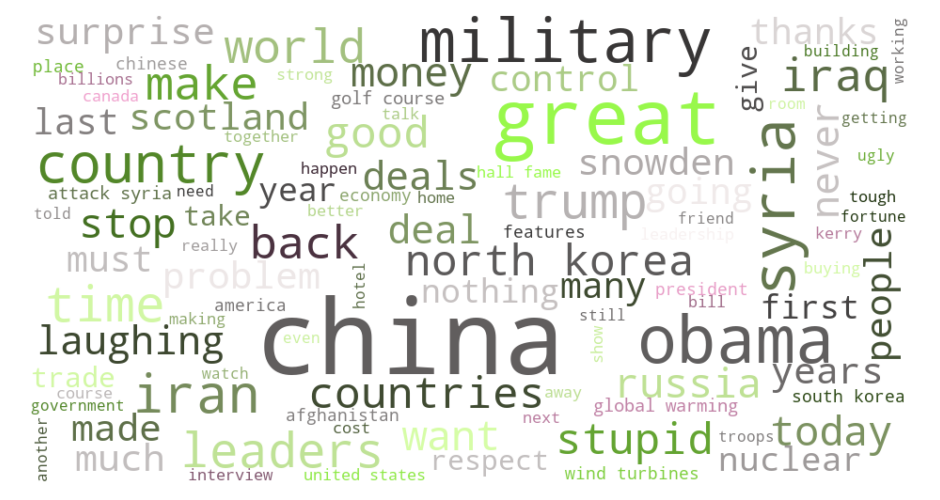 surprise
world
military
thanks
working
place
chinese
building
billions
make
strong
money
control
give
iraq
canada
golf course
great
room
last
scotland
together
talk
good
never
getting
country
happen
deals
hall fame
snowden
syria
ugly
attack syria
need
year
economy
home
trump
going
tough
told
stop
take
better
features
friend
fortune
really
back
deal
leadership
kerry
people
must
problem
hotel
north korea
buying
america
nothing
many
president
bill
first
time
making
china
still
obama
laughing
even
show
trade
watch
iran
countries
away
russia
years
course
government
afghanistan
next
global warming
south korea
another
made
cost
want
stupid
troops
today
much
leaders
respect
nuclear
interview
united states
wind turbines